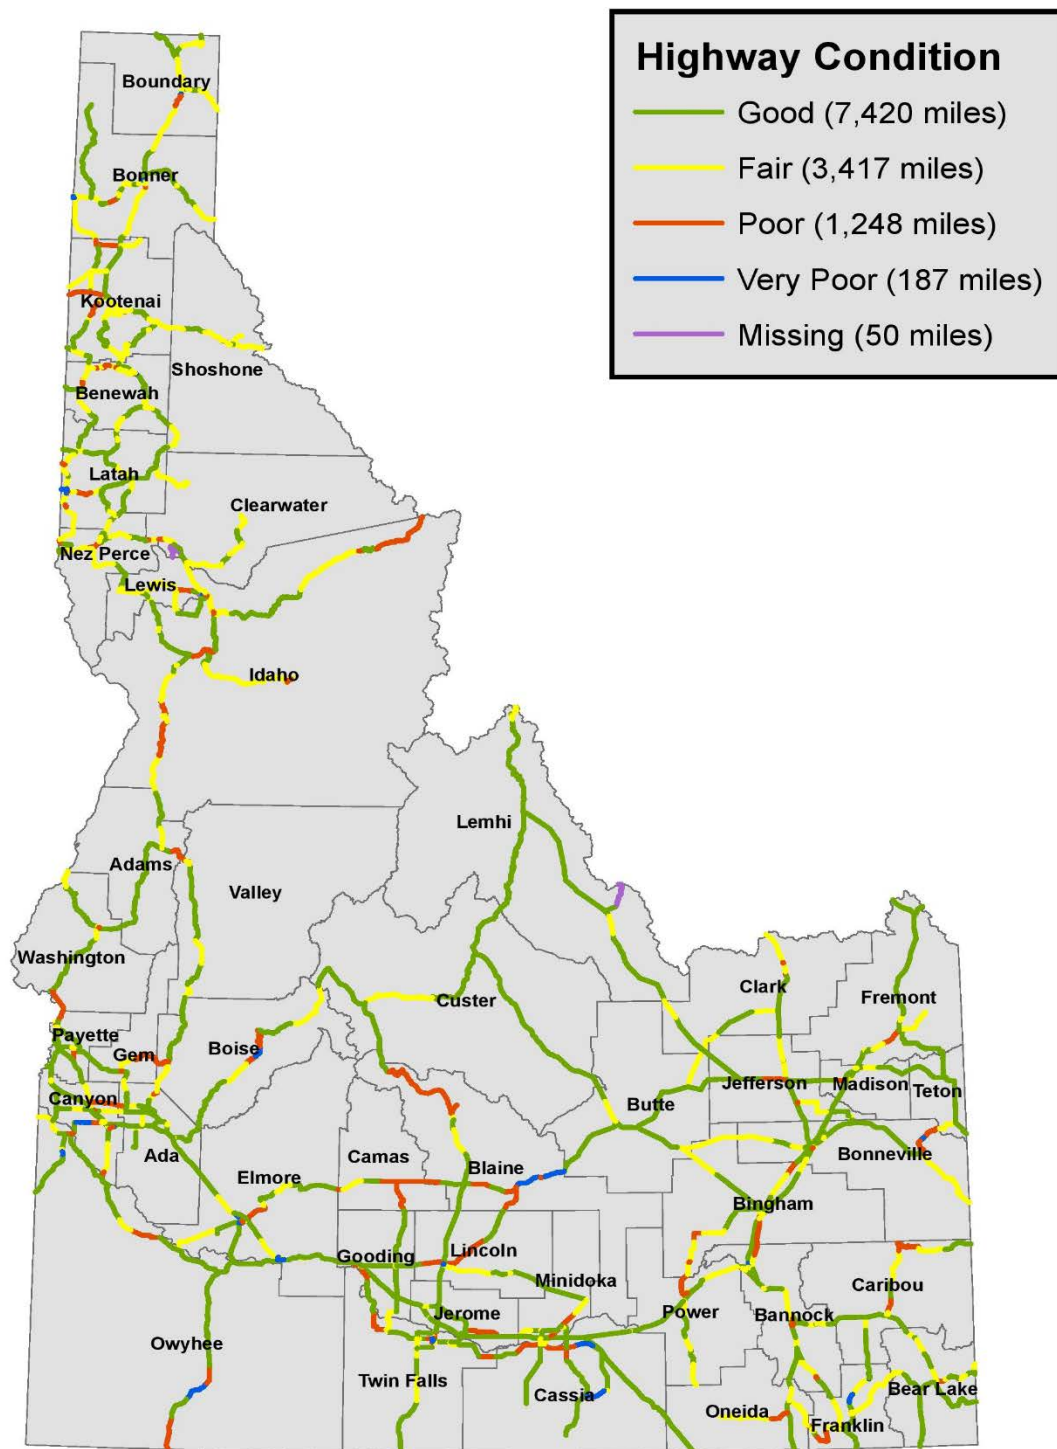 Highway Condition
Good (7,420 miles)
Fair (3,417 miles)
Poor (1,248 miles)
Very Poor (187 miles)
Missing (50 miles)
Boundary
Bonner
Kootenai
Shoshone
Benewah
Latah
Clearwater
Nez Perce
Lewis
Idaho
Lemhi
Adams
Valley
Washington
Custer
Clark
Fremont
Payette
Gem
Boise
Canyon
Jefferson
Madison
Teton
Butte
Ada
Camas
Blaine
Bonneville
Elmore
Bingham
Gooding
Lincoln
Minidoka
Caribou
Jerome
Power
Bannock
Owyhee
Twin Falls
Cassia
Bear Lake
Oneida
Franklin